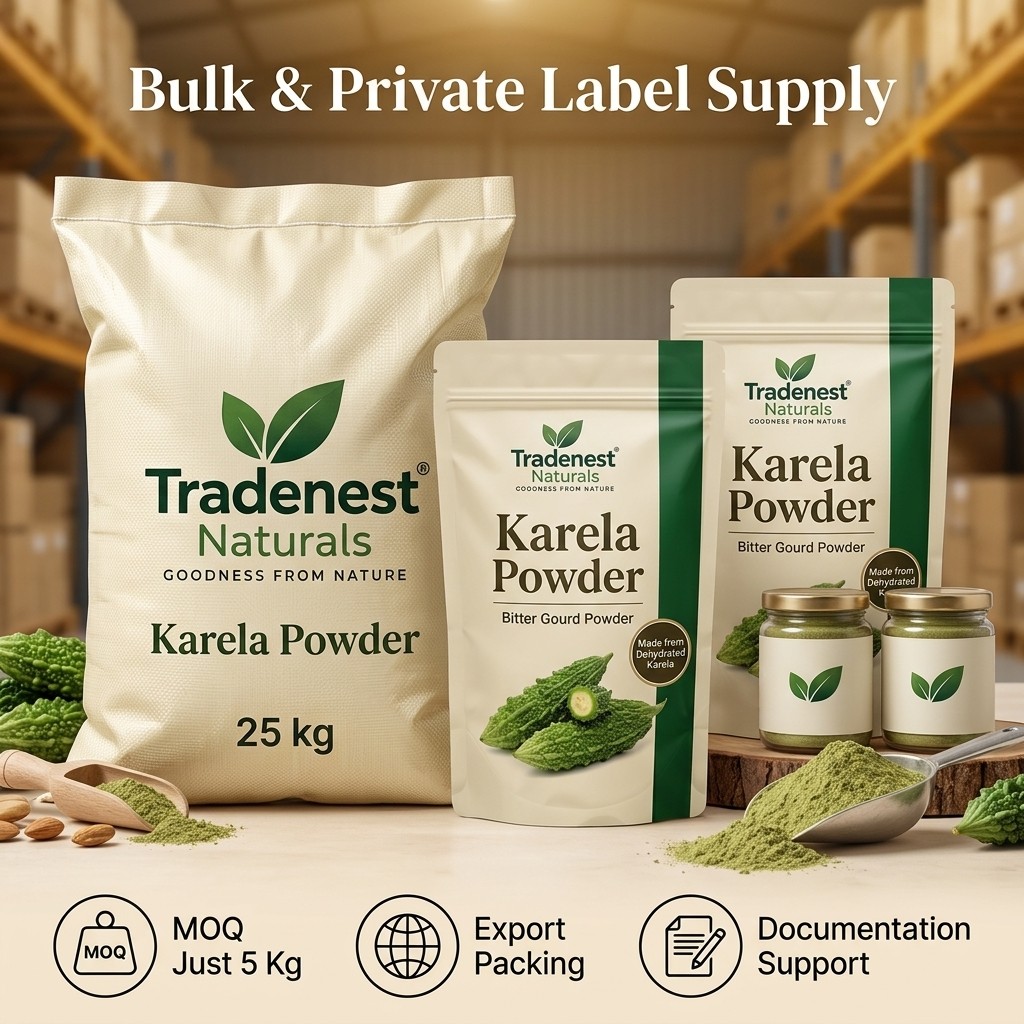 Bulk & Private Label Supply
Tradenest®
Naturals
GOODNESS FROM NATURE
Karela Powder
25 kg
Tradenest®
Naturals
GOODNESS FROM NATURE
Karela
Powder
Bitter Gourd Powder
Made frem
Dehydrated
Karela
Tradenest®
Naturals
GOODNESS FROM NATURE
Karela
Powder
Bitter Gourd Powder
Made from
Dehydrated
MOQ
MOQ
Just 5 Kg
Export
Packing
Documentation
Support